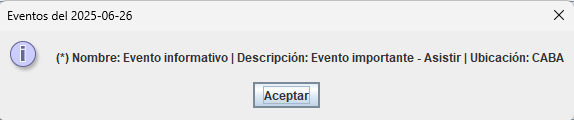 Eventos del 2025-06-26
(*) Nombre: Evento informativo | Descripción: Evento importante - Asistir | Ubicación: CABA
Aceptar